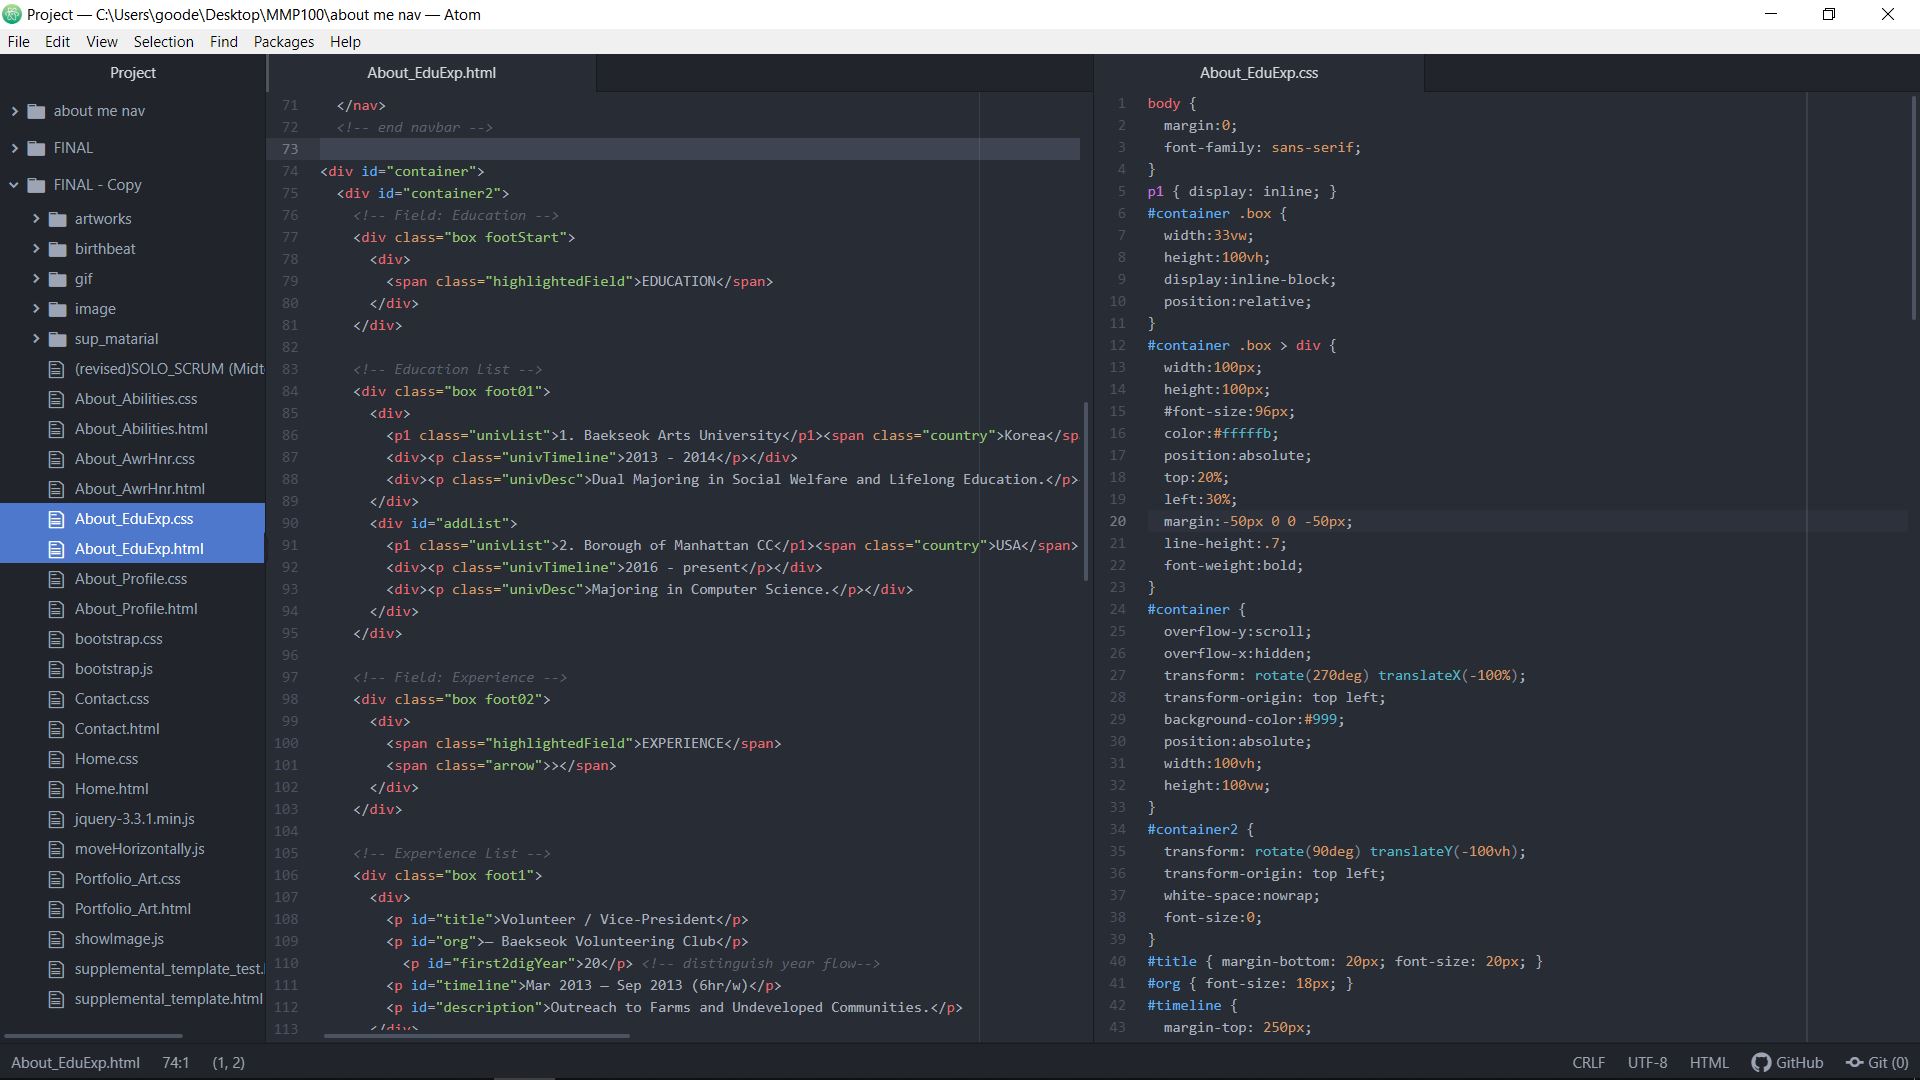 Project — C:\Users\goode\Desktop\MMP100\about me nav — Atom
File Edit View Selection Find Packages Help
Project
about me nav
FINAL
FINAL - Copy
artworks
birthbeat
gif
image
sup_matarial
(revised)SOLO_SCRUM (Midt
About_Abilities.css
About_Abilities.html
About_AwrHnr.css
About_AwrHnr.html
About_EduExp.css
About_EduExp.html
About_Profile.css
About_Profile.html
bootstrap.css
bootstrap.js
Contact.css
Contact.html
Home.css
Home.html
jquery-3.3.1.min.js
moveHorizontally.js
Portfolio_Art.css
Portfolio_Art.html
showImage.js
supplemental_template_test.
supplemental_template.html
About_EduExp.html
71 </nav>
72 <!-- end navbar -->
73
74 <div id="container">
75 <div id="container2">
76 <!-- Field: Education -->
77 <div class="box footStart">
78 <div>
79 <span class="highlightedField">EDUCATION</span>
80 </div>
81 </div>
82
83 <!-- Education List -->
84 <div class="box foot01">
85 <div>
86 <p1 class="univList">1. Baekseok Arts University</p1><span class="country">Korea</sp
87 <div><p class="univTimeline">2013 - 2014</p></div>
88 <div><p class="univDesc">Dual Majoring in Social Welfare and Lifelong Education.</p>
89 </div>
90 <div id="addList">
91 <p1 class="univList">2. Borough of Manhattan CC</p1><span class="country">USA</span>
92 <div><p class="univTimeline">2016 - present</p></div>
93 <div><p class="univDesc">Majoring in Computer Science.</p></div>
94 </div>
95 </div>
96
97 <!-- Field: Experience -->
98 <div class="box foot02">
99 <div>
100 <span class="highlightedField">EXPERIENCE</span>
101 <span class="arrow">></span>
102 </div>
103 </div>
104
105 <!-- Experience List -->
106 <div class="box foot1">
107 <div>
108 <p id="title">Volunteer / Vice-President</p>
109 <p id="org">— Baekseok Volunteering Club</p>
110 <p id="first2digYear">20</p> <!-- distinguish year flow-->
111 <p id="timeline">Mar 2013 — Sep 2013 (6hr/w)</p>
112 <p id="description">Outreach to Farms and Undeveloped Communities.</p>
113 </div>
About_EduExp.css
1 body {
2 margin:0;
3 font-family: sans-serif;
4 }
5 p1 { display: inline; }
6 #container .box {
7 width:33vw;
8 height:100vh;
9 display:inline-block;
10 position:relative;
11 }
12 #container .box > div {
13 width:100px;
14 height:100px;
15 #font-size:96px;
16 color:#fffffb;
17 position:absolute;
18 top:20%;
19 left:30%;
20 margin:-50px 0 0 -50px;
21 line-height:.7;
22 font-weight:bold;
23 }
24 #container {
25 overflow-y:scroll;
26 overflow-x:hidden;
27 transform: rotate(270deg) translateX(-100%);
28 transform-origin: top left;
29 background-color:#999;
30 position:absolute;
31 width:100vh;
32 height:100vw;
33 }
34 #container2 {
35 transform: rotate(90deg) translateY(-100vh);
36 transform-origin: top left;
37 white-space:nowrap;
38 font-size:0;
39 }
40 #title { margin-bottom: 20px; font-size: 20px; }
41 #org { font-size: 18px; }
42 #timeline {
43 margin-top: 250px;
About_EduExp.html 74:1 (1, 2)
CRLF UTF-8 HTML GitHub Git (0)